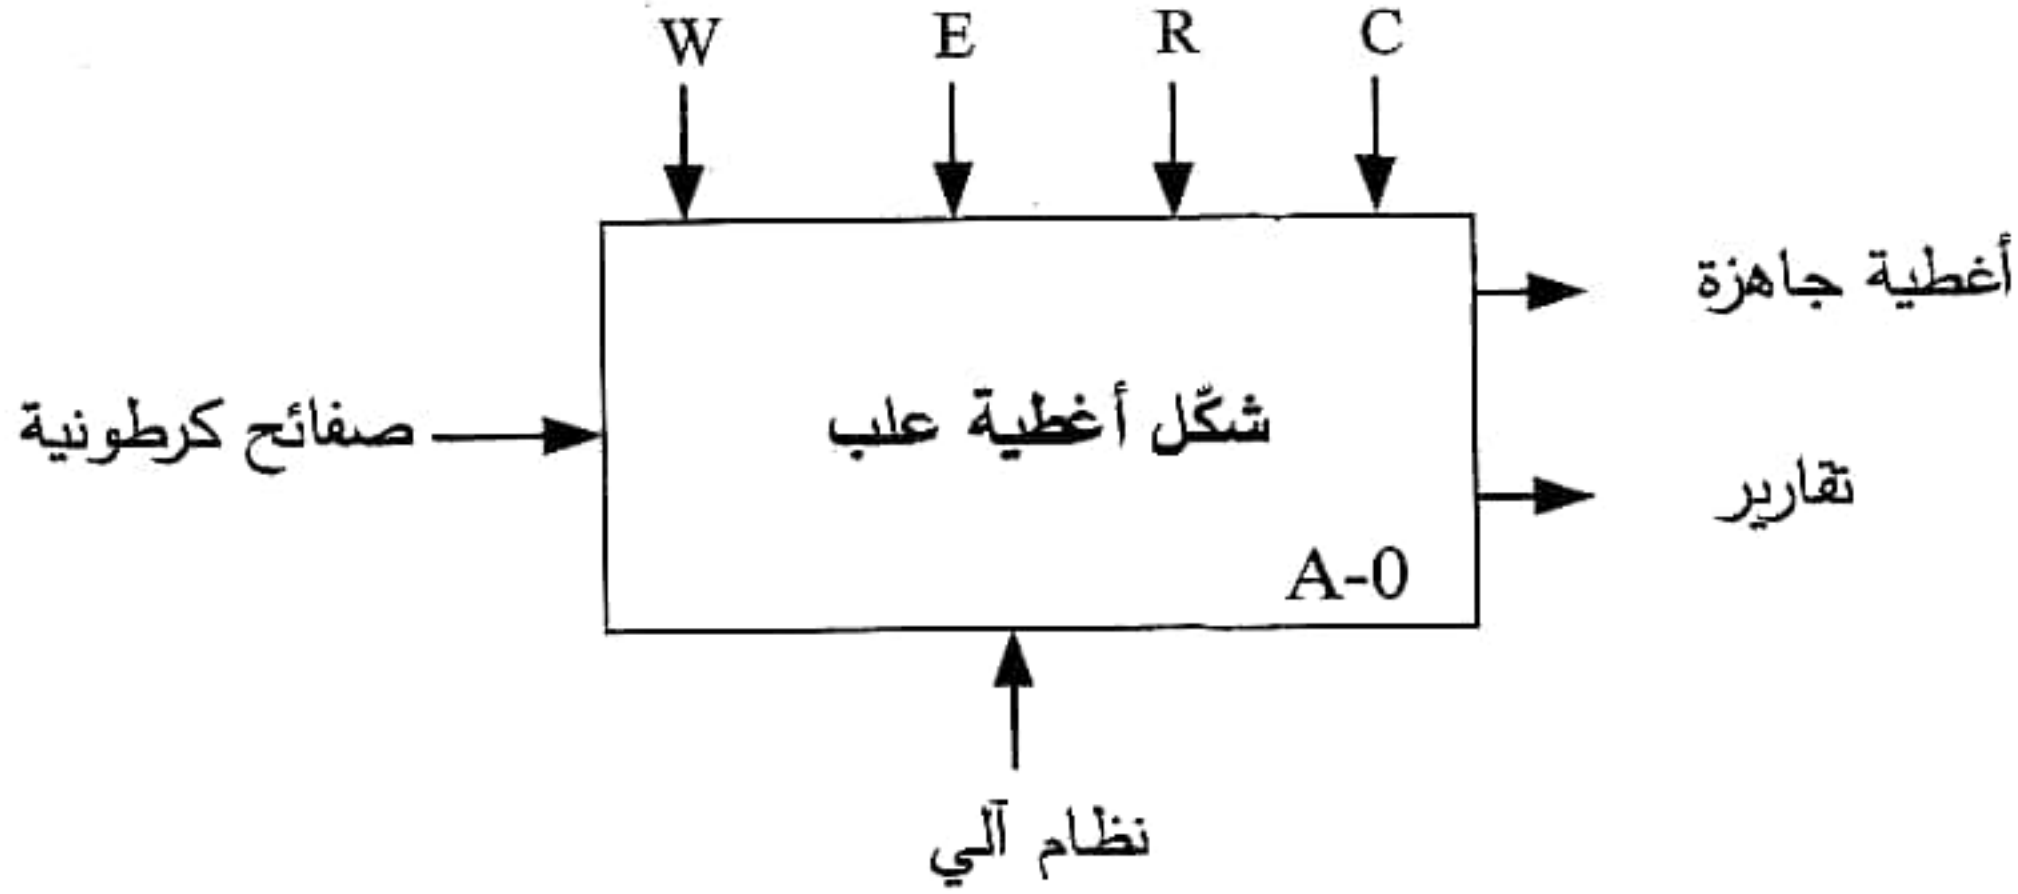 W E R C
أغطية جاهزة
شكّل أغطية علب
صفائح كرطونية
تقارير
A-0
نظام آلي